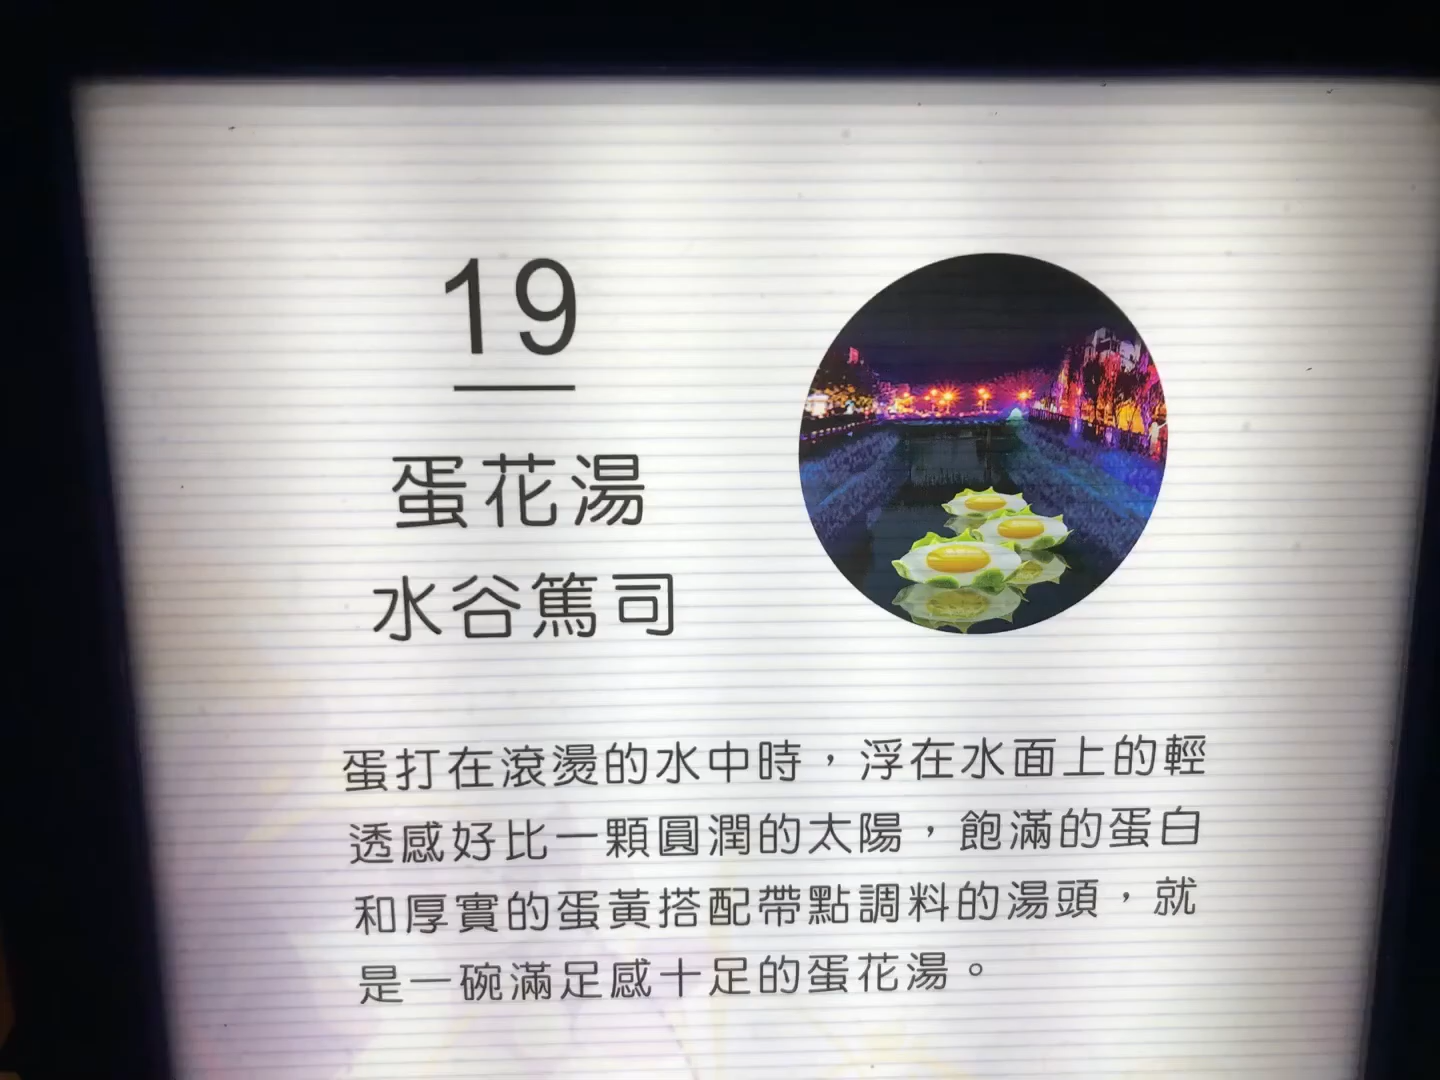 19
蛋花湯
水谷篤司
蛋打在滾燙的水中時，浮在水面上的輕
透感好比一顆圓潤的太陽，飽滿的蛋白
和厚實的蛋黃搭配帶點調料的湯頭，就
是一碗滿足感十足的蛋花湯。